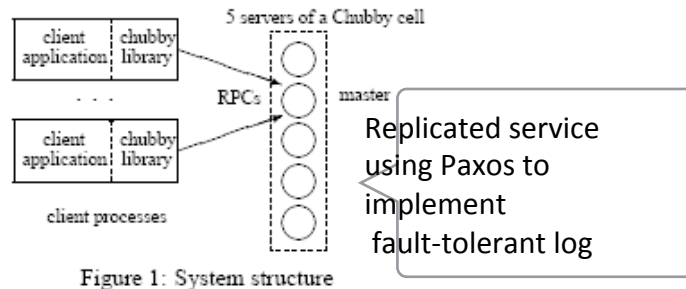 5 servers of a Chubby cell
client application
chubby library
. . .
RPCs
master
client application
chubby library
client processes
Replicated service
using Paxos to
implement
fault-tolerant log
Figure 1: System structure